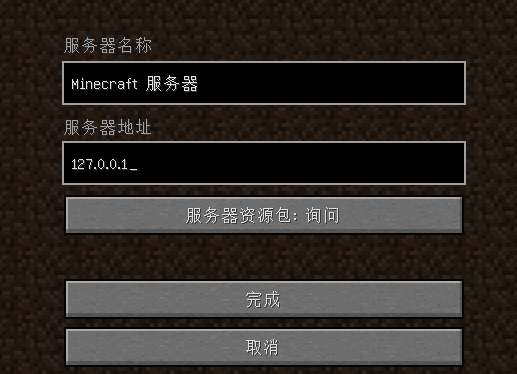 服务器名称
Minecraft 服务器
服务器地址
127.0.0.1_
服务器资源包: 询问
完成
取消